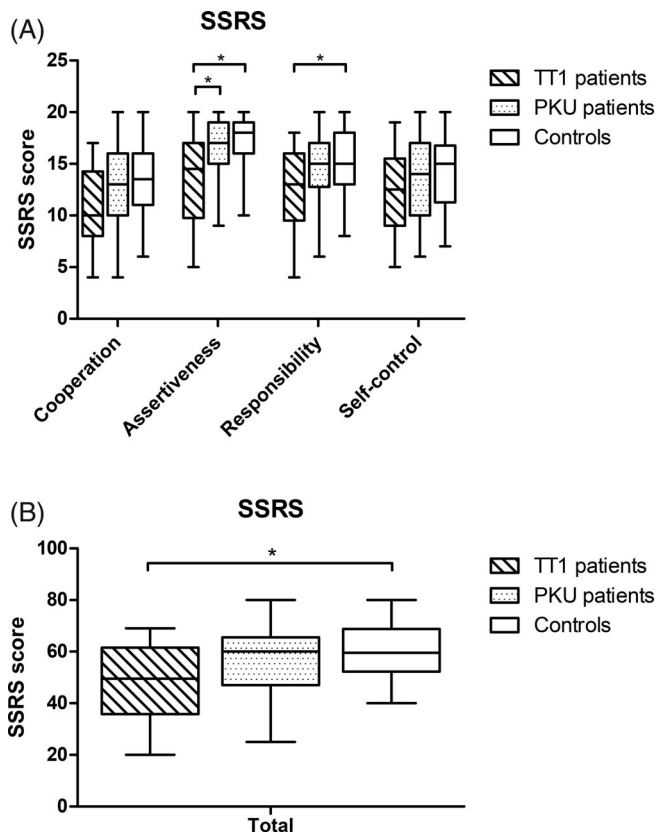 (A)
SSRS
SSRS score
25
20
15
10
5
0
*
*
*
Cooperation
Assertiveness
Responsibility
Self-control
TT1 patients
PKU patients
Controls
(B)
SSRS
SSRS score
100
80
60
40
20
0
*
Total
TT1 patients
PKU patients
Controls